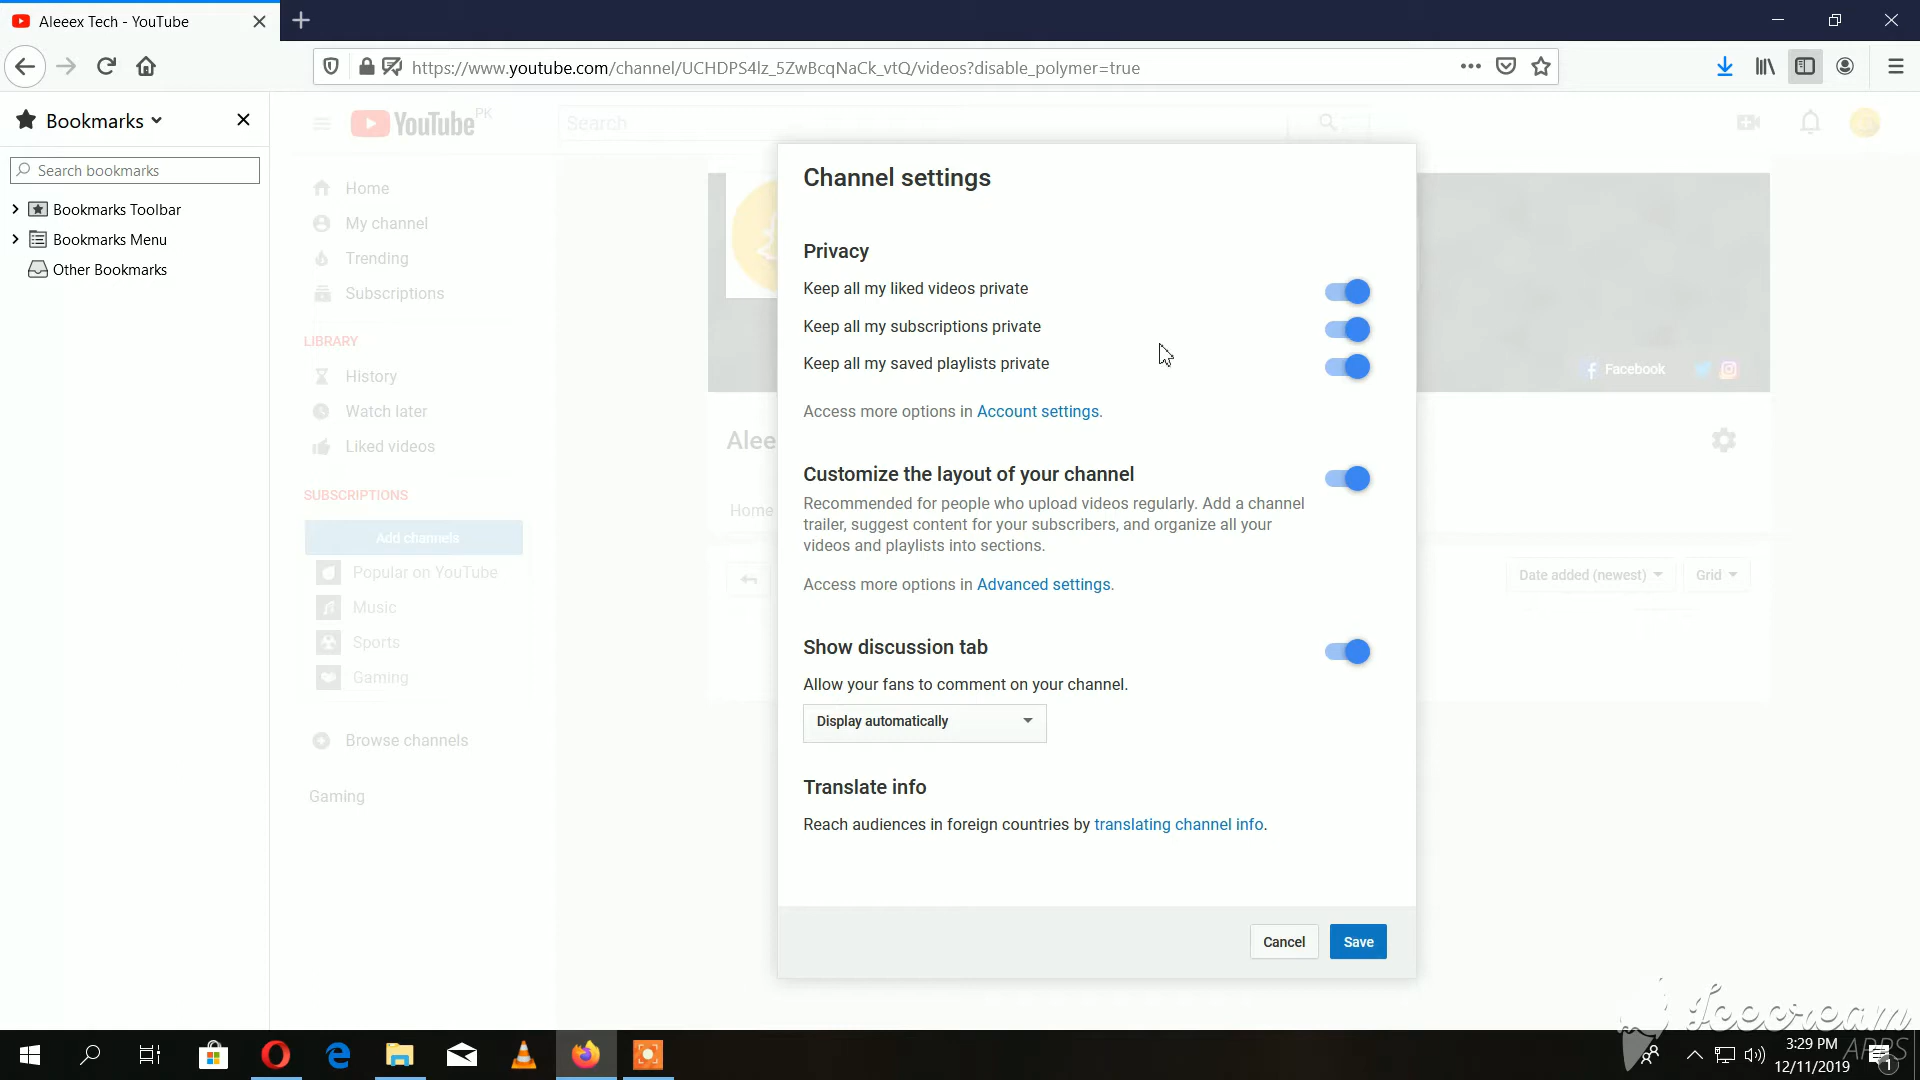 Aleeex Tech - YouTube
https://www.youtube.com/channel/UCHDPS4lz_5ZwBcqNaCk_vtQ/videos?disable_polymer=true
Bookmarks
Search bookmarks
Bookmarks Toolbar
Bookmarks Menu
Other Bookmarks
YouTube PK
Search
Home
My channel
Trending
Subscriptions
LIBRARY
History
Watch later
Liked videos
SUBSCRIPTIONS
Add channels
Popular on YouTube
Music
Sports
Gaming
Browse channels
Gaming
Facebook
Alee
Home
Date added (newest)
Grid
Channel settings
Privacy
Keep all my liked videos private
Keep all my subscriptions private
Keep all my saved playlists private
Access more options in Account settings.
Customize the layout of your channel
Recommended for people who upload videos regularly. Add a channel
trailer, suggest content for your subscribers, and organize all your
videos and playlists into sections.
Access more options in Advanced settings.
Show discussion tab
Allow your fans to comment on your channel.
Display automatically
Translate info
Reach audiences in foreign countries by translating channel info.
Cancel
Save
Icecream
APPS
3:29 PM
12/11/2019
1